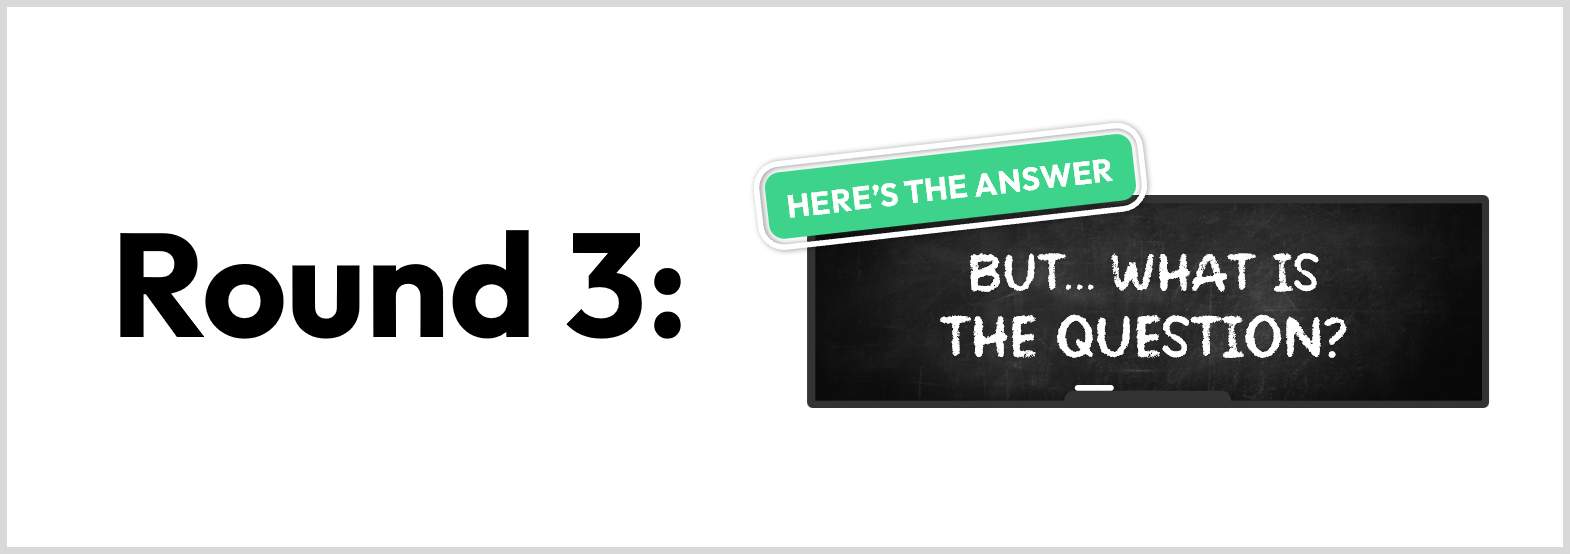 Round 3:
HERE’S THE ANSWER
BUT... WHAT IS
THE QUESTION?